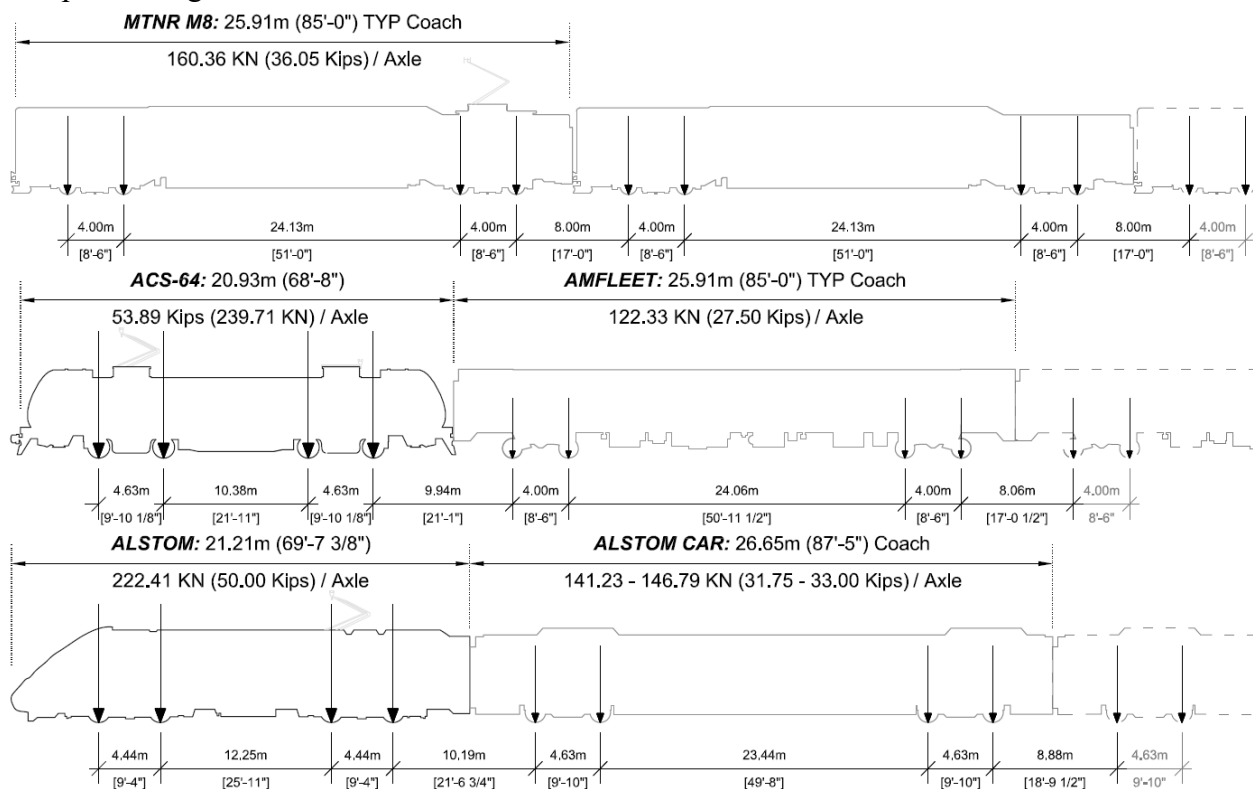 MTNR M8: 25.91m (85'-0") TYP Coach
160.36 KN (36.05 Kips) / Axle
4.00m 24.13m 4.00m 8.00m 4.00m 24.13m 4.00m 8.00m 4.00m
[8'-6"] [51'-0"] [8'-6"] [17'-0"] [8'-6"] [51'-0"] [8'-6"] [17'-0"] [8'-6"]
ACS-64: 20.93m (68'-8") AMFLEET: 25.91m (85'-0") TYP Coach
53.89 Kips (239.71 KN) / Axle 122.33 KN (27.50 Kips) / Axle
4.63m 10.38m 4.63m 9.94m 4.00m 24.06m 4.00m 8.06m 4.00m
[9'-10 1/8"] [21'-11"] [9'-10 1/8"] [21'-1"] [8'-6"] [50'-11 1/2"] [8'-6"] [17'-0 1/2"] 8'-6"
ALSTOM: 21.21m (69'-7 3/8") ALSTOM CAR: 26.65m (87'-5") Coach
222.41 KN (50.00 Kips) / Axle 141.23 - 146.79 KN (31.75 - 33.00 Kips) / Axle
4.44m 12.25m 4.44m 10.19m 4.63m 23.44m 4.63m 8.88m 4.63m
[9'-4"] [25'-11"] [9'-4"] [21'-6 3/4"] [9'-10"] [49'-8"] [9'-10"] [18'-9 1/2"] 9'-10"